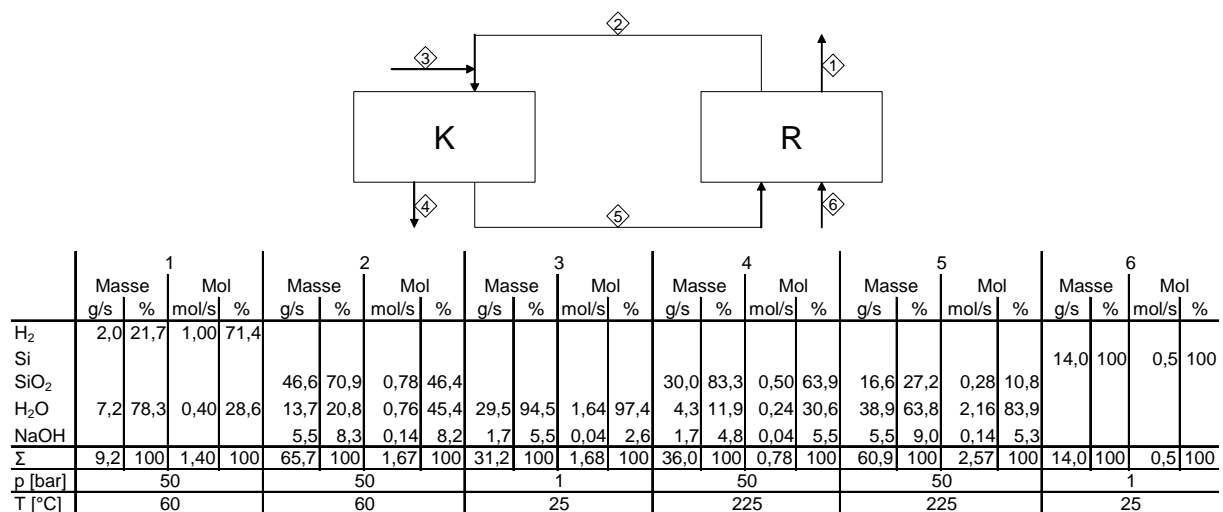 2
3
1
K
R
4
6
5
1 2 3 4 5 6
Masse Mol Masse Mol Masse Mol Masse Mol Masse Mol Masse Mol
g/s % mol/s % g/s % mol/s % g/s % mol/s % g/s % mol/s % g/s % mol/s % g/s % mol/s %
H₂ 2,0 21,7 1,00 71,4
Si 14,0 100 0,5 100
SiO₂ 46,6 70,9 0,78 46,4 30,0 83,3 0,50 63,9 16,6 27,2 0,28 10,8
H₂O 7,2 78,3 0,40 28,6 13,7 20,8 0,76 45,4 29,5 94,5 1,64 97,4 4,3 11,9 0,24 30,6 38,9 63,8 2,16 83,9
NaOH 5,5 8,3 0,14 8,2 1,7 5,5 0,04 2,6 1,7 4,8 0,04 5,5 5,5 9,0 0,14 5,3
Σ 9,2 100 1,40 100 65,7 100 1,67 100 31,2 100 1,68 100 36,0 100 0,78 100 60,9 100 2,57 100 14,0 100 0,5 100
p [bar] 50 50 1 50 50 1
T [°C] 60 60 25 225 225 25